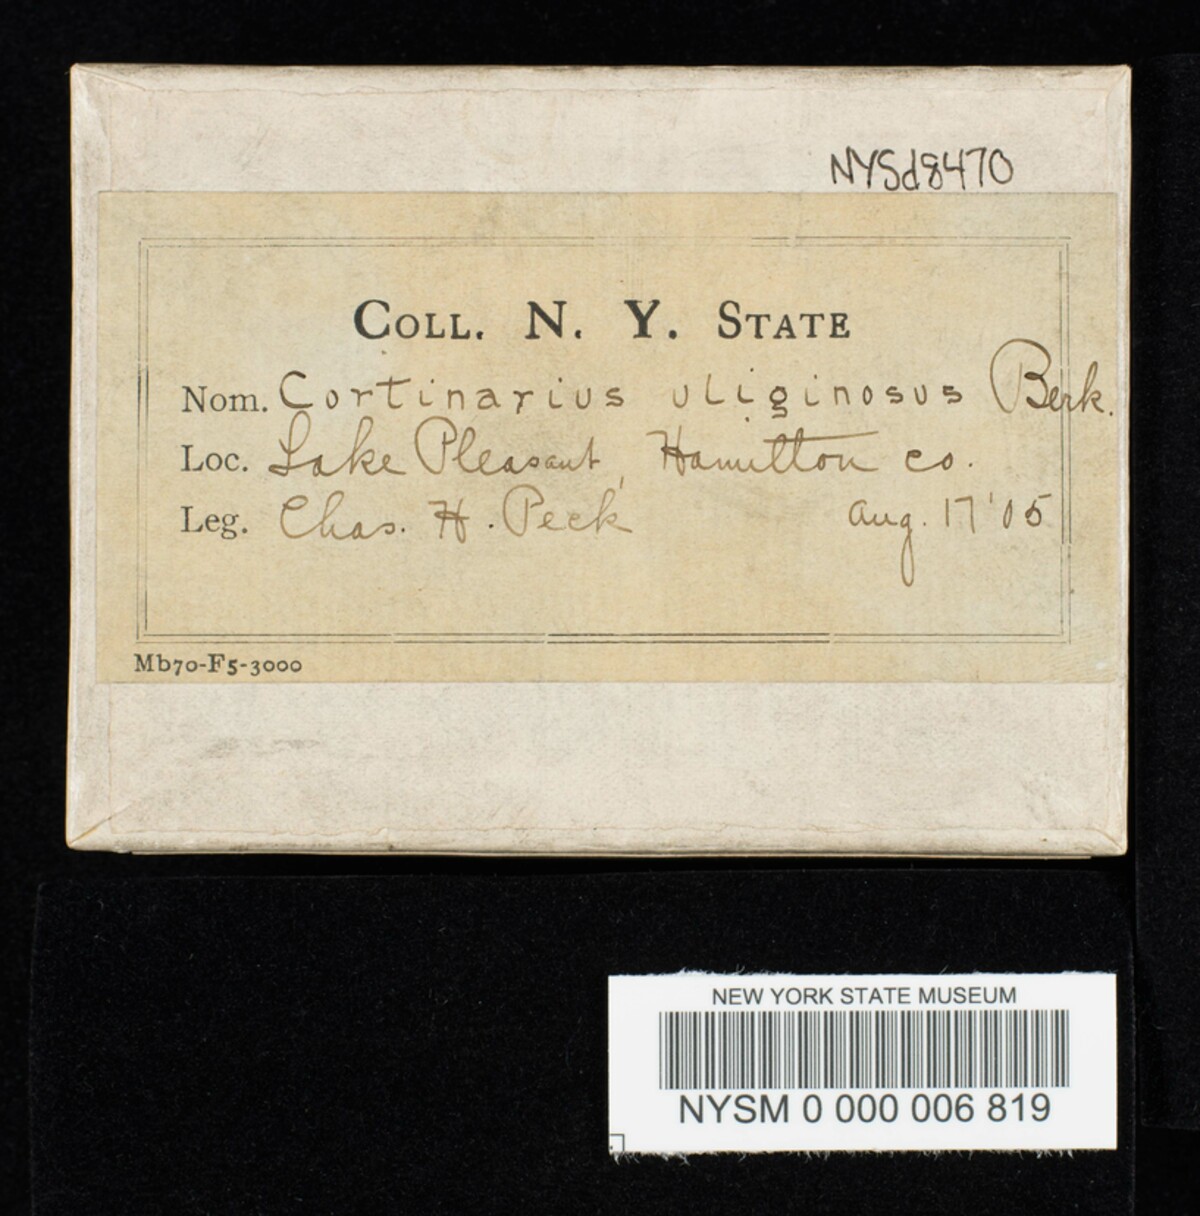 NYSd8470
COLL. N. Y. STATE
Nom. Cortinarius uliginosus Berk.
Loc. Lake Pleasant, Hamilton co.
Leg. Chas. H. Peck Aug. 17 '05
Mb70-F5-3000
NEW YORK STATE MUSEUM
NYSM 0 000 006 819